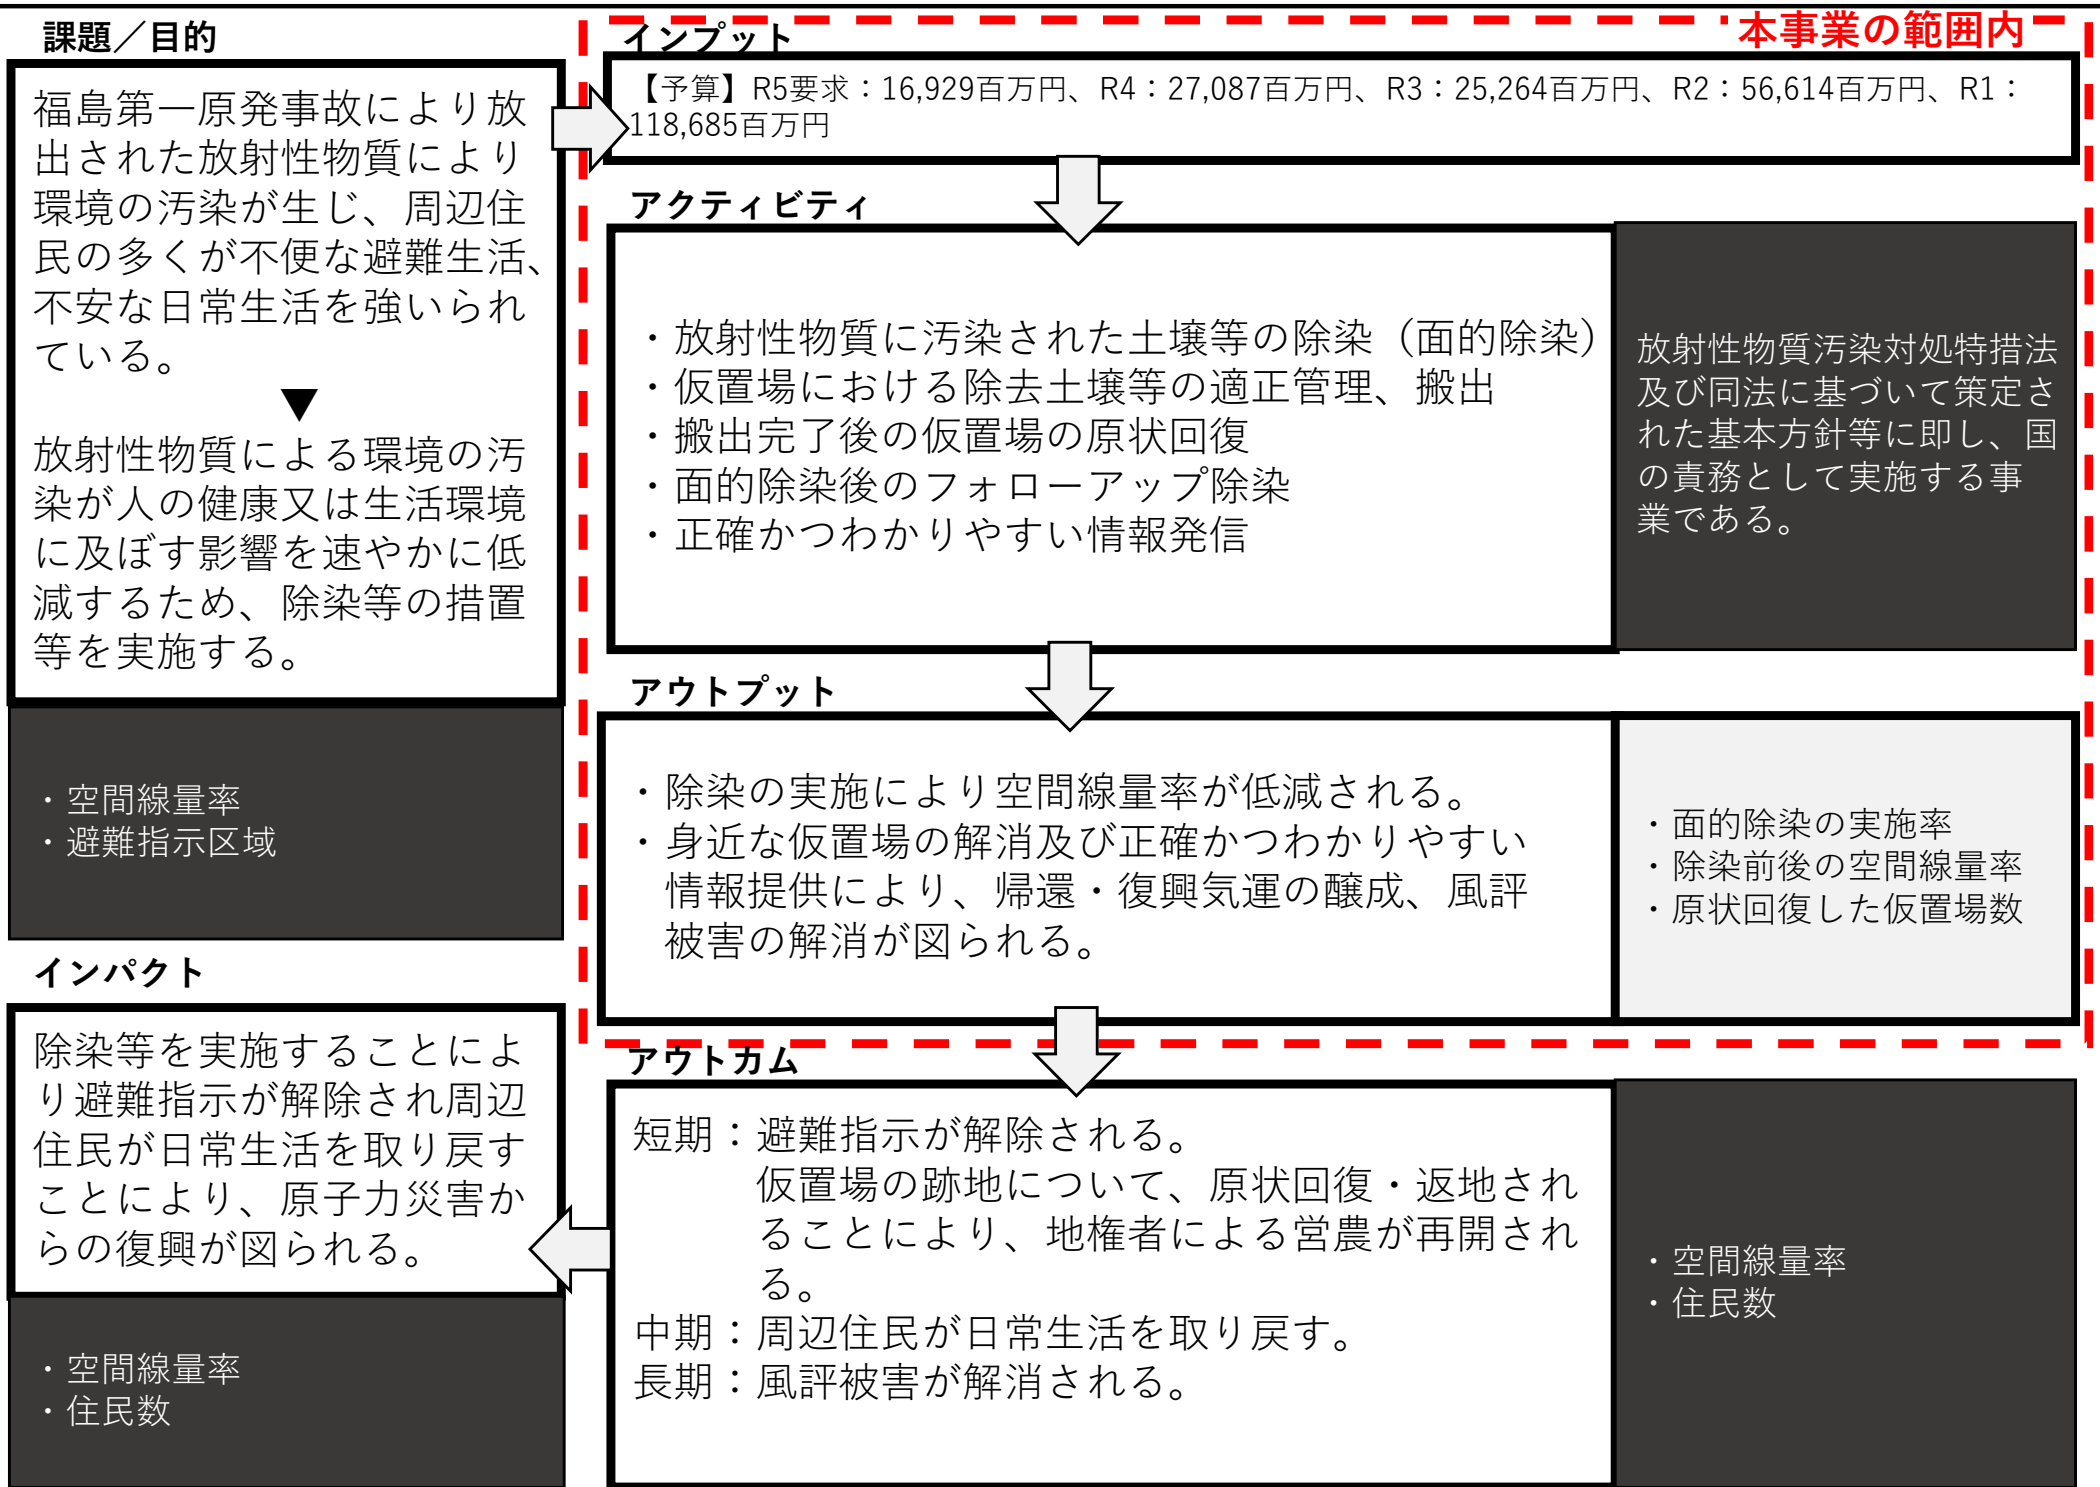 課題／目的
福島第一原発事故により放
出された放射性物質により
環境の汚染が生じ、周辺住
民の多くが不便な避難生活、
不安な日常生活を強いられ
ている。
▼
放射性物質による環境の汚
染が人の健康又は生活環境
に及ぼす影響を速やかに低
減するため、除染等の措置
等を実施する。
・空間線量率
・避難指示区域
本事業の範囲内
インプット
【予算】R5要求：16,929百万円、R4：27,087百万円、R3：25,264百万円、R2：56,614百万円、R1：
118,685百万円
アクティビティ
・放射性物質に汚染された土壌等の除染（面的除染）
・仮置場における除去土壌等の適正管理、搬出
・搬出完了後の仮置場の原状回復
・面的除染後のフォローアップ除染
・正確かつわかりやすい情報発信
放射性物質汚染対処特措法
及び同法に基づいて策定さ
れた基本方針等に即し、国
の責務として実施する事
業である。
アウトプット
・除染の実施により空間線量率が低減される。
・身近な仮置場の解消及び正確かつわかりやすい
情報提供により、帰還・復興気運の醸成、風評
被害の解消が図られる。
・面的除染の実施率
・除染前後の空間線量率
・原状回復した仮置場数
アウトカム
短期：避難指示が解除される。
仮置場の跡地について、原状回復・返地され
ることにより、地権者による営農が再開され
る。
中期：周辺住民が日常生活を取り戻す。
長期：風評被害が解消される。
・空間線量率
・住民数
インパクト
除染等を実施することによ
り避難指示が解除され周辺
住民が日常生活を取り戻す
ことにより、原子力災害か
らの復興が図られる。
・空間線量率
・住民数